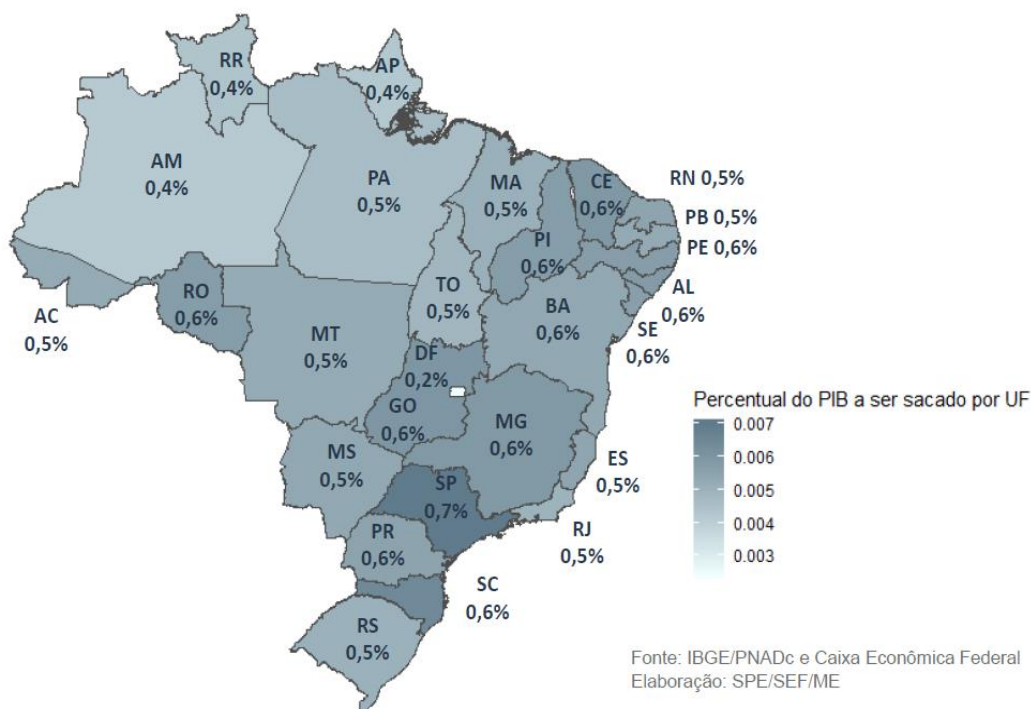 RR
0,4%
AP
0,4%
AM
0,4%
PA
0,5%
MA
0,5%
CE
0,6%
RN 0,5%
PB 0,5%
PE 0,6%
PI
0,6%
AL
0,6%
SE
0,6%
TO
0,5%
BA
0,6%
AC
0,5%
RO
0,6%
MT
0,5%
DF
0,2%
GO
0,6%
MG
0,6%
MS
0,5%
ES
0,5%
SP
0,7%
RJ
0,5%
PR
0,6%
SC
0,6%
RS
0,5%
Percentual do PIB a ser sacado por UF
0.007
0.006
0.005
0.004
0.003
Fonte: IBGE/PNADc e Caixa Econômica Federal
Elaboração: SPE/SEF/ME